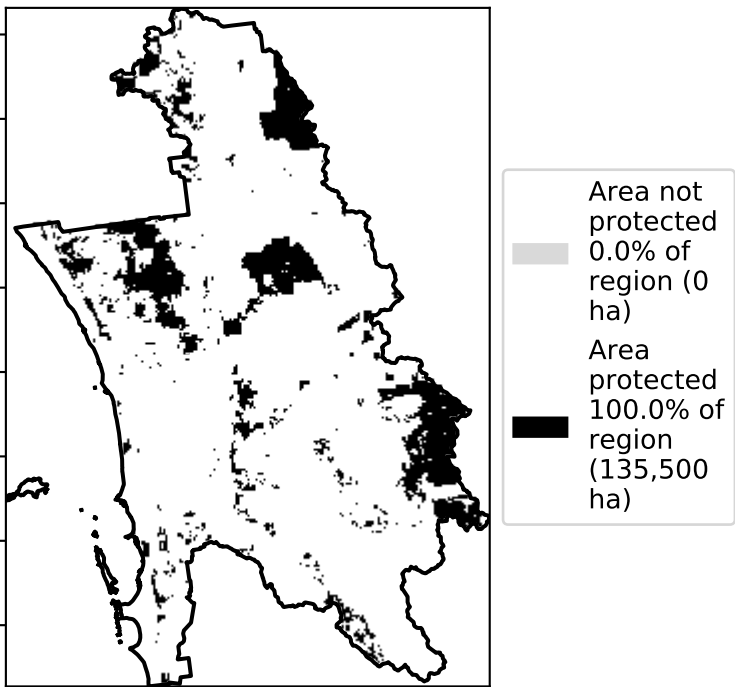 Area not
protected
0.0% of
region (0
ha)
Area
protected
100.0% of
region
(135,500
ha)